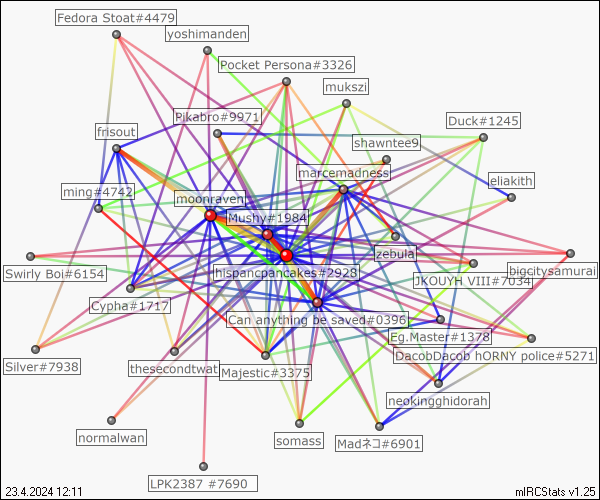 Fedora Stoat#4479
yoshimanden
Pocket Persona#3326
mukszi
Pikabro#9971
Duck#1245
frisout
shawntee9
marcemadness
ming#4742
moonraven
eliakith
Mushy#1984
zebula
Swirly Boi#6154
hispancpancakes#2928
bigcitysamurai
JKOUYH VIII#7034
Cypha#1717
Can anything be saved#0396
Eg.Master#1378
DacobDacob hORNY police#5271
Silver#7938
thesecondtwat
Majestic#3375
neokingghidorah
normalwan
somass
Madネコ#6901
LPK2387 #7690
23.4.2024 12:11
mIRCStats v1.25